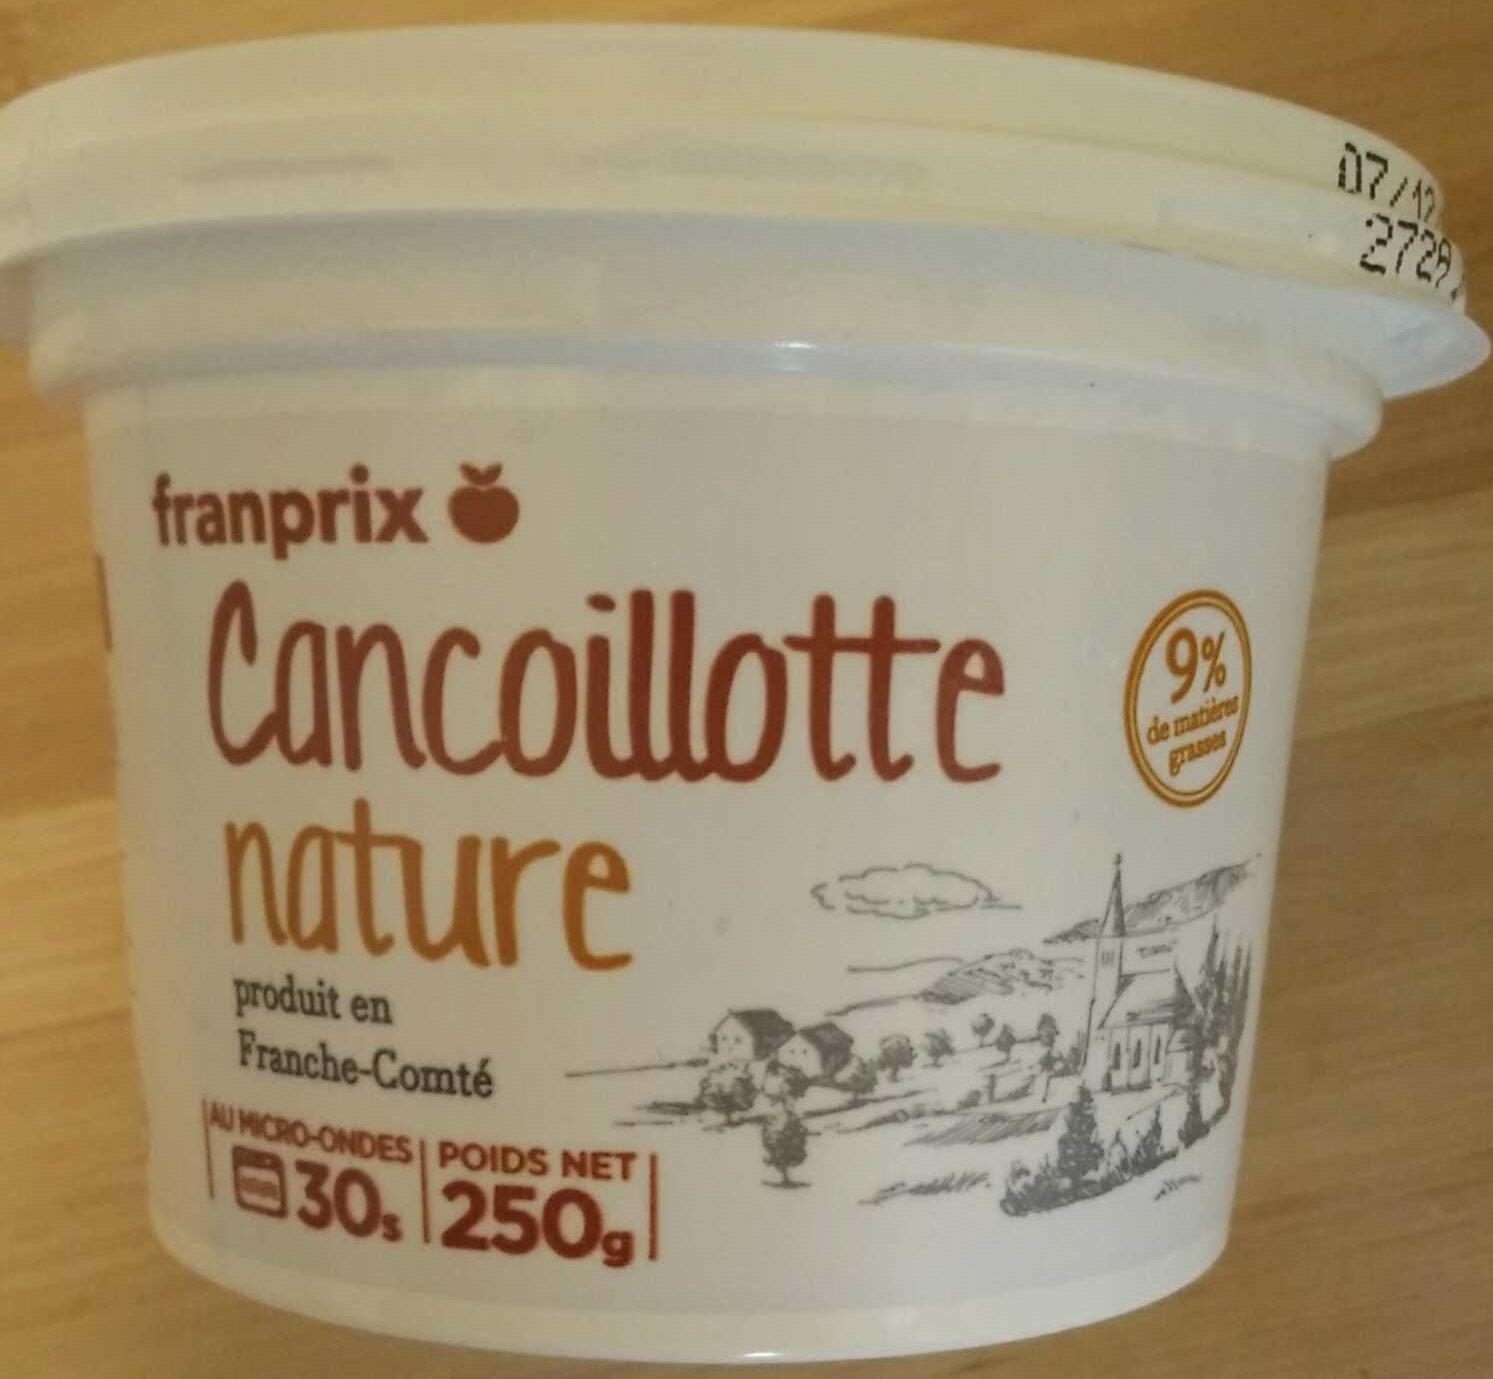 07/12
franprix
Cancoillotte
9%
de matières
grasses
nature
produit en
Franche-Comté
AU MICRO-ONDES
30s
POIDS NET
250g